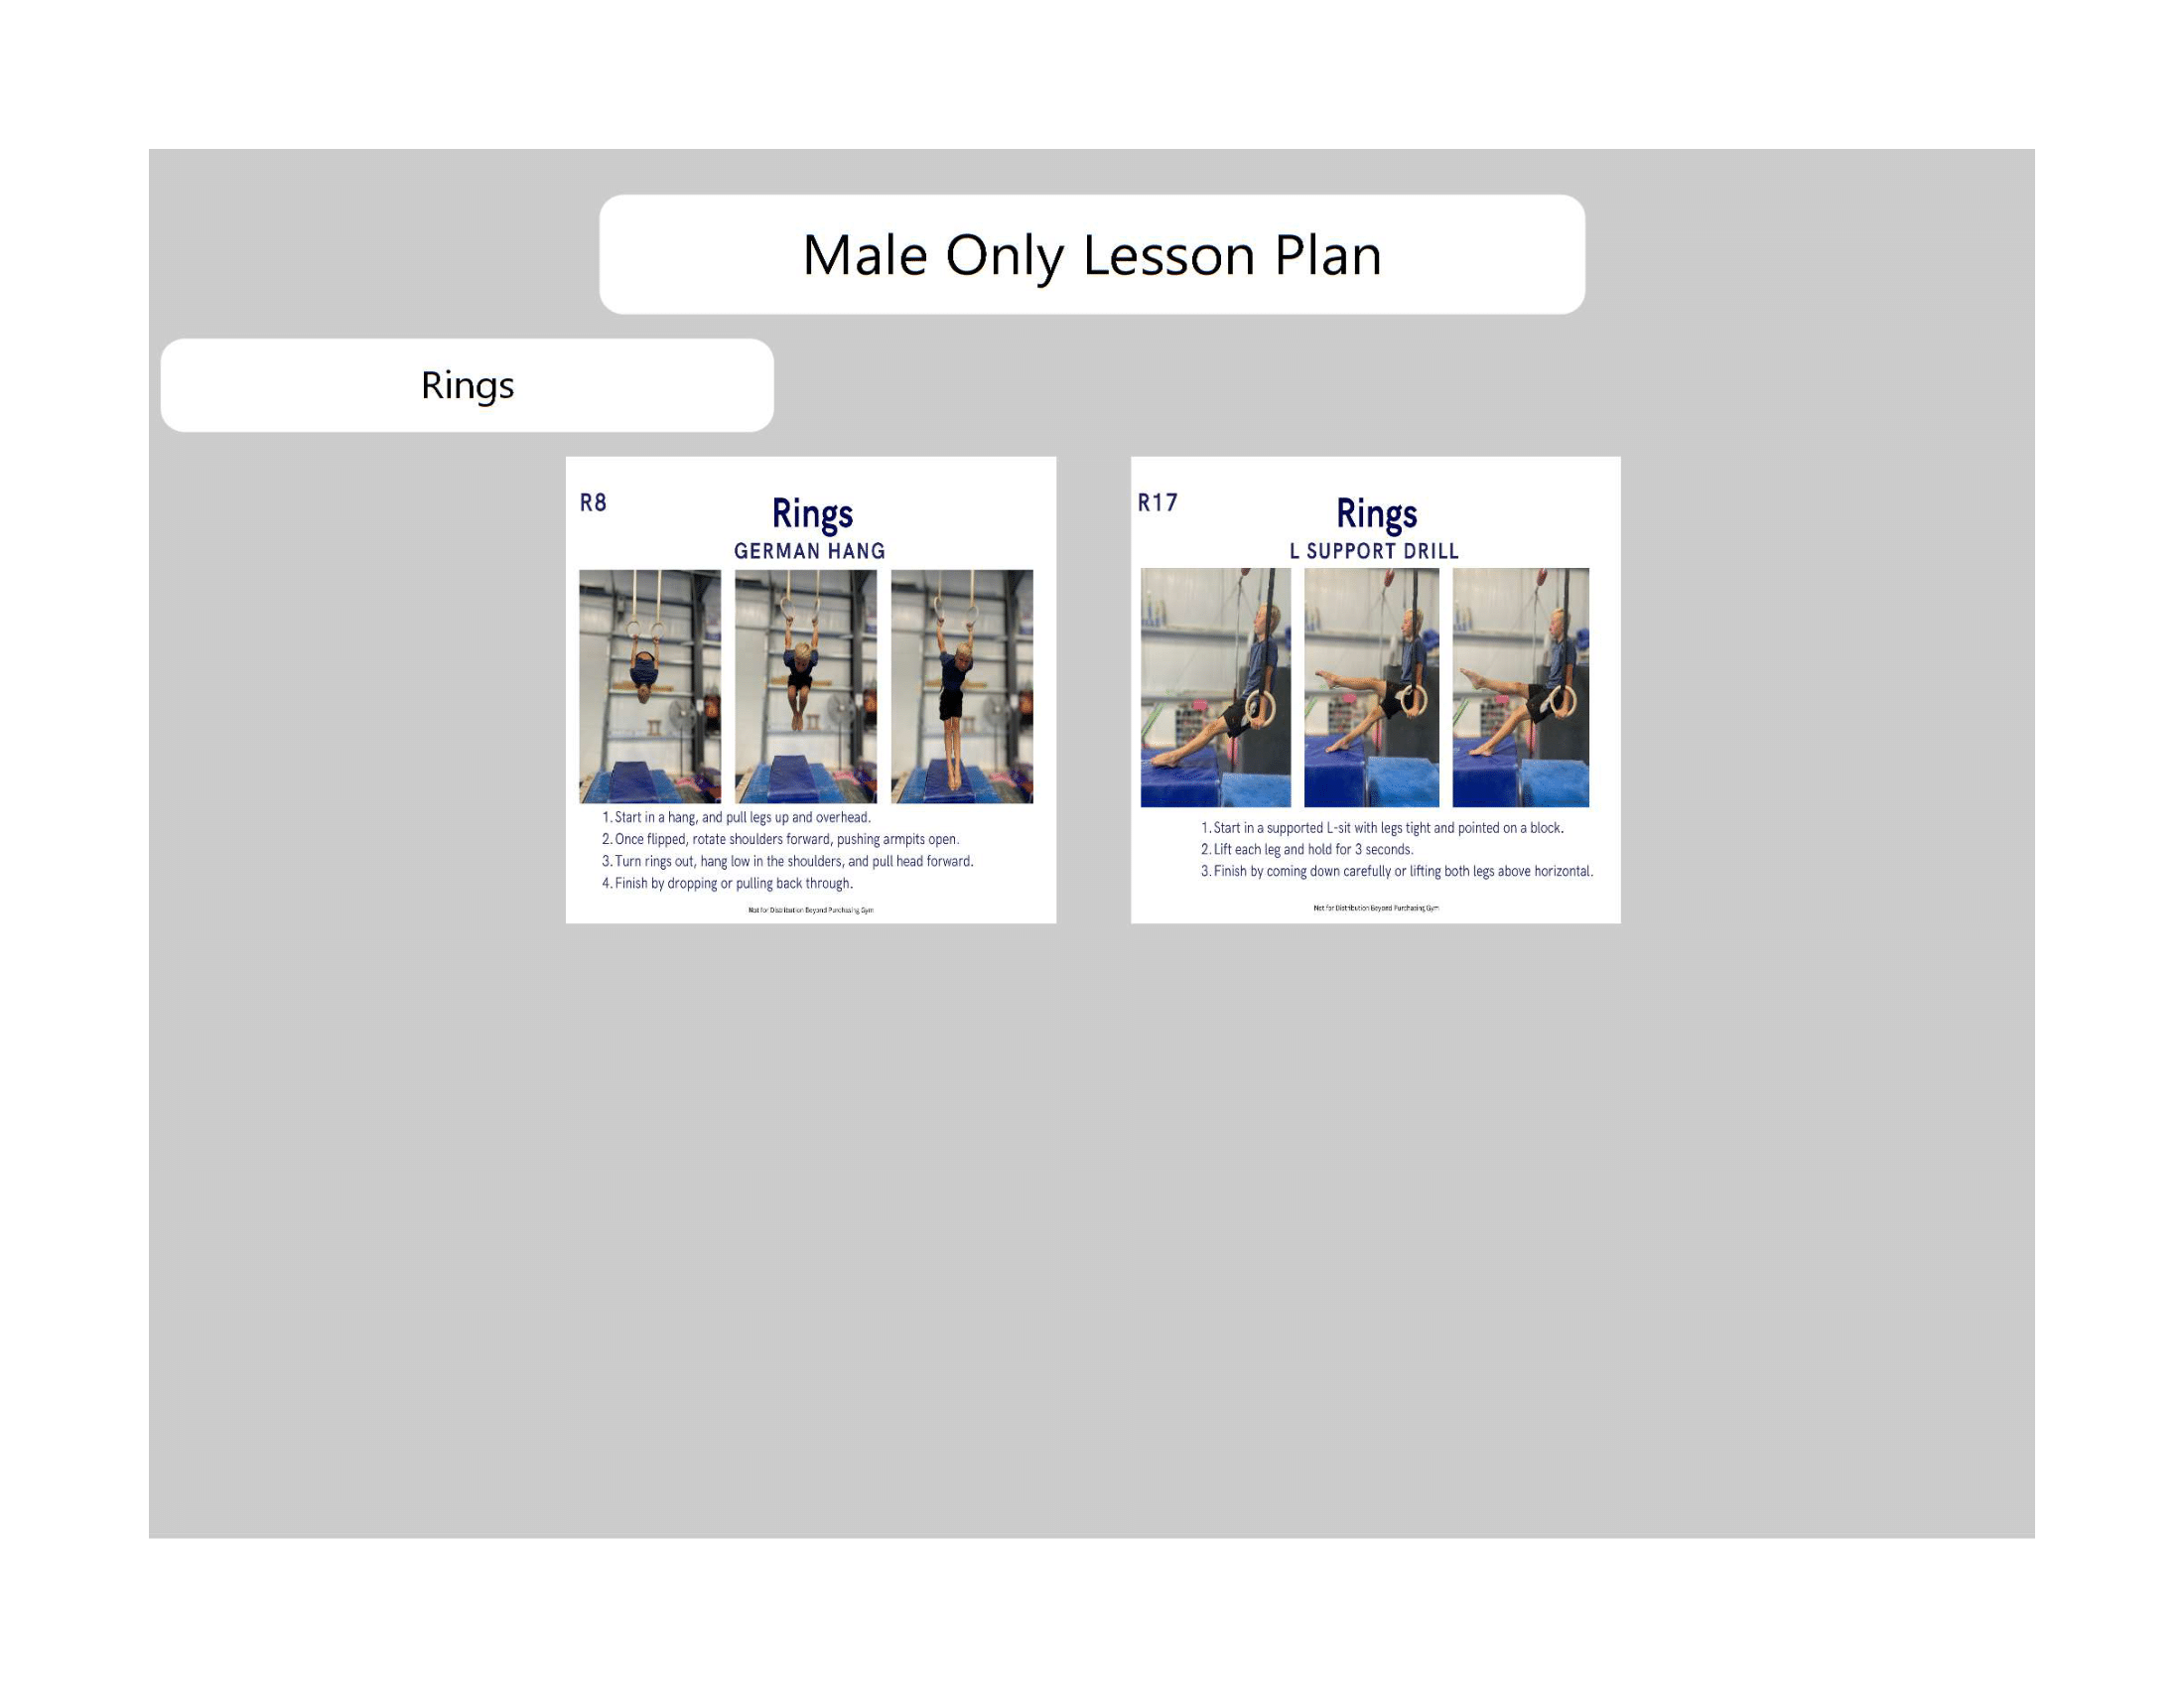 Male Only Lesson Plan
Rings
R8
Rings
GERMAN HANG
1. Start in a hang, and pull legs up and overhead.
2. Once flipped, rotate shoulders forward, pushing armpits open.
3. Turn rings out, hang low in the shoulders, and pull head forward.
4. Finish by dropping or pulling back through.
Not for Distribution Beyond Purchasing Gym
R17
Rings
L SUPPORT DRILL
1. Start in a supported L-sit with legs tight and pointed on a block.
2. Lift each leg and hold for 3 seconds.
3. Finish by coming down carefully or lifting both legs above horizontal.
Not for Distribution Beyond Purchasing Gym